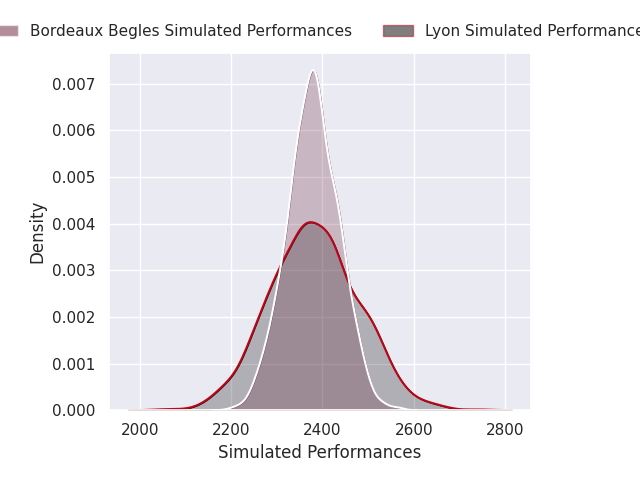 Bordeaux Begles Simulated Performances Lyon Simulated Performance
0.007
0.006
0.005
0.004
0.003
0.002
0.001
0.000
Density
2000 2200 2400 2600 2800
Simulated Performances